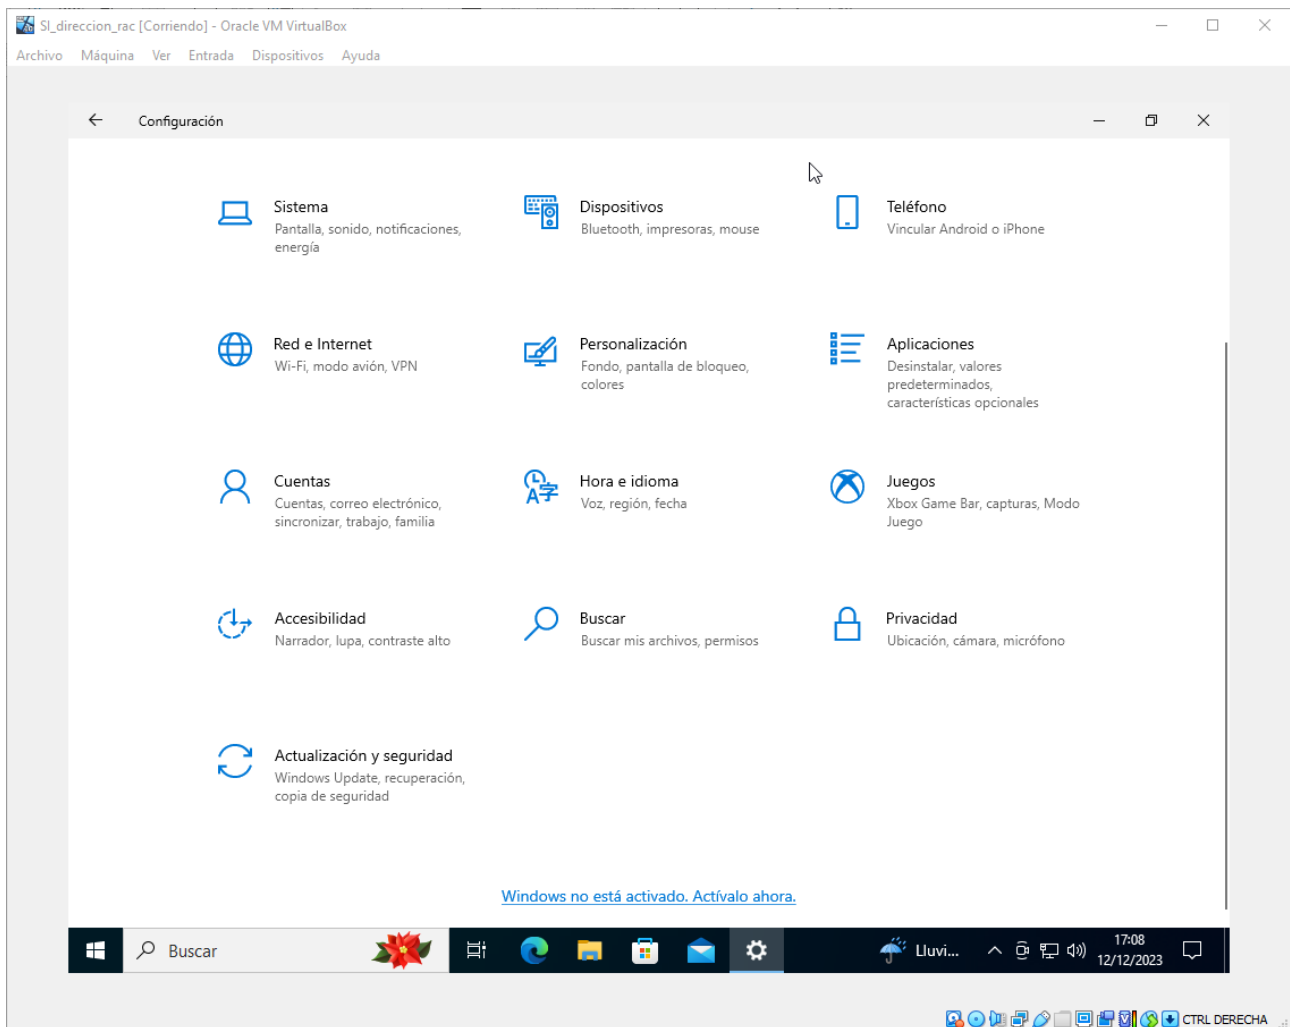 SI_direccion_rac [Corriendo] - Oracle VM VirtualBox
Archivo Máquina Ver Entrada Dispositivos Ayuda
Configuración
Sistema
Pantalla, sonido, notificaciones,
energía
Dispositivos
Bluetooth, impresoras, mouse
Teléfono
Vincular Android o iPhone
Red e Internet
Wi-Fi, modo avión, VPN
Personalización
Fondo, pantalla de bloqueo,
colores
Aplicaciones
Desinstalar, valores
predeterminados,
características opcionales
Cuentas
Cuentas, correo electrónico,
sincronizar, trabajo, familia
Hora e idioma
Voz, región, fecha
Juegos
Xbox Game Bar, capturas, Modo
Juego
Accesibilidad
Narrador, lupa, contraste alto
Buscar
Buscar mis archivos, permisos
Privacidad
Ubicación, cámara, micrófono
Actualización y seguridad
Windows Update, recuperación,
copia de seguridad
Windows no está activado. Actívalo ahora.
Buscar
Lluvi...
17:08
12/12/2023
CTRL DERECHA